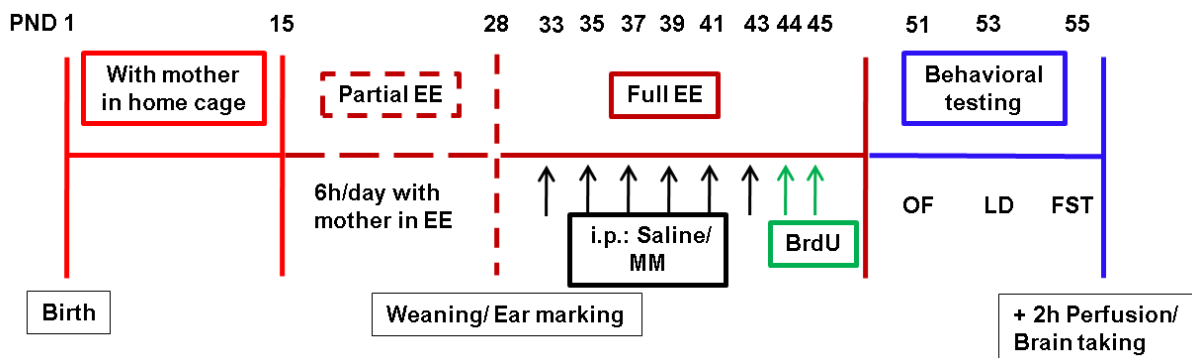 PND 1 15 28 33 35 37 39 41 43 44 45 51 53 55
With mother
in home cage
Partial EE
Full EE
Behavioral
testing
6h/day with
mother in EE
i.p.: Saline/
MM
BrdU
OF LD FST
Birth
Weaning/ Ear marking
+ 2h Perfusion/
Brain taking